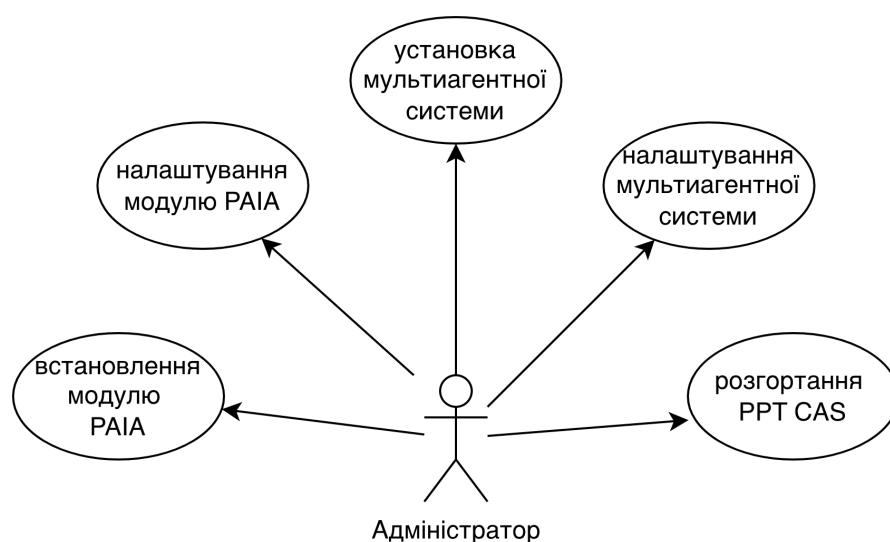 установка
мультиагентної
системи
налаштування
модулю PAIA
налаштування
мультиагентної
системи
встановлення
модулю
PAIA
розгортання
PPT CAS
Адміністратор